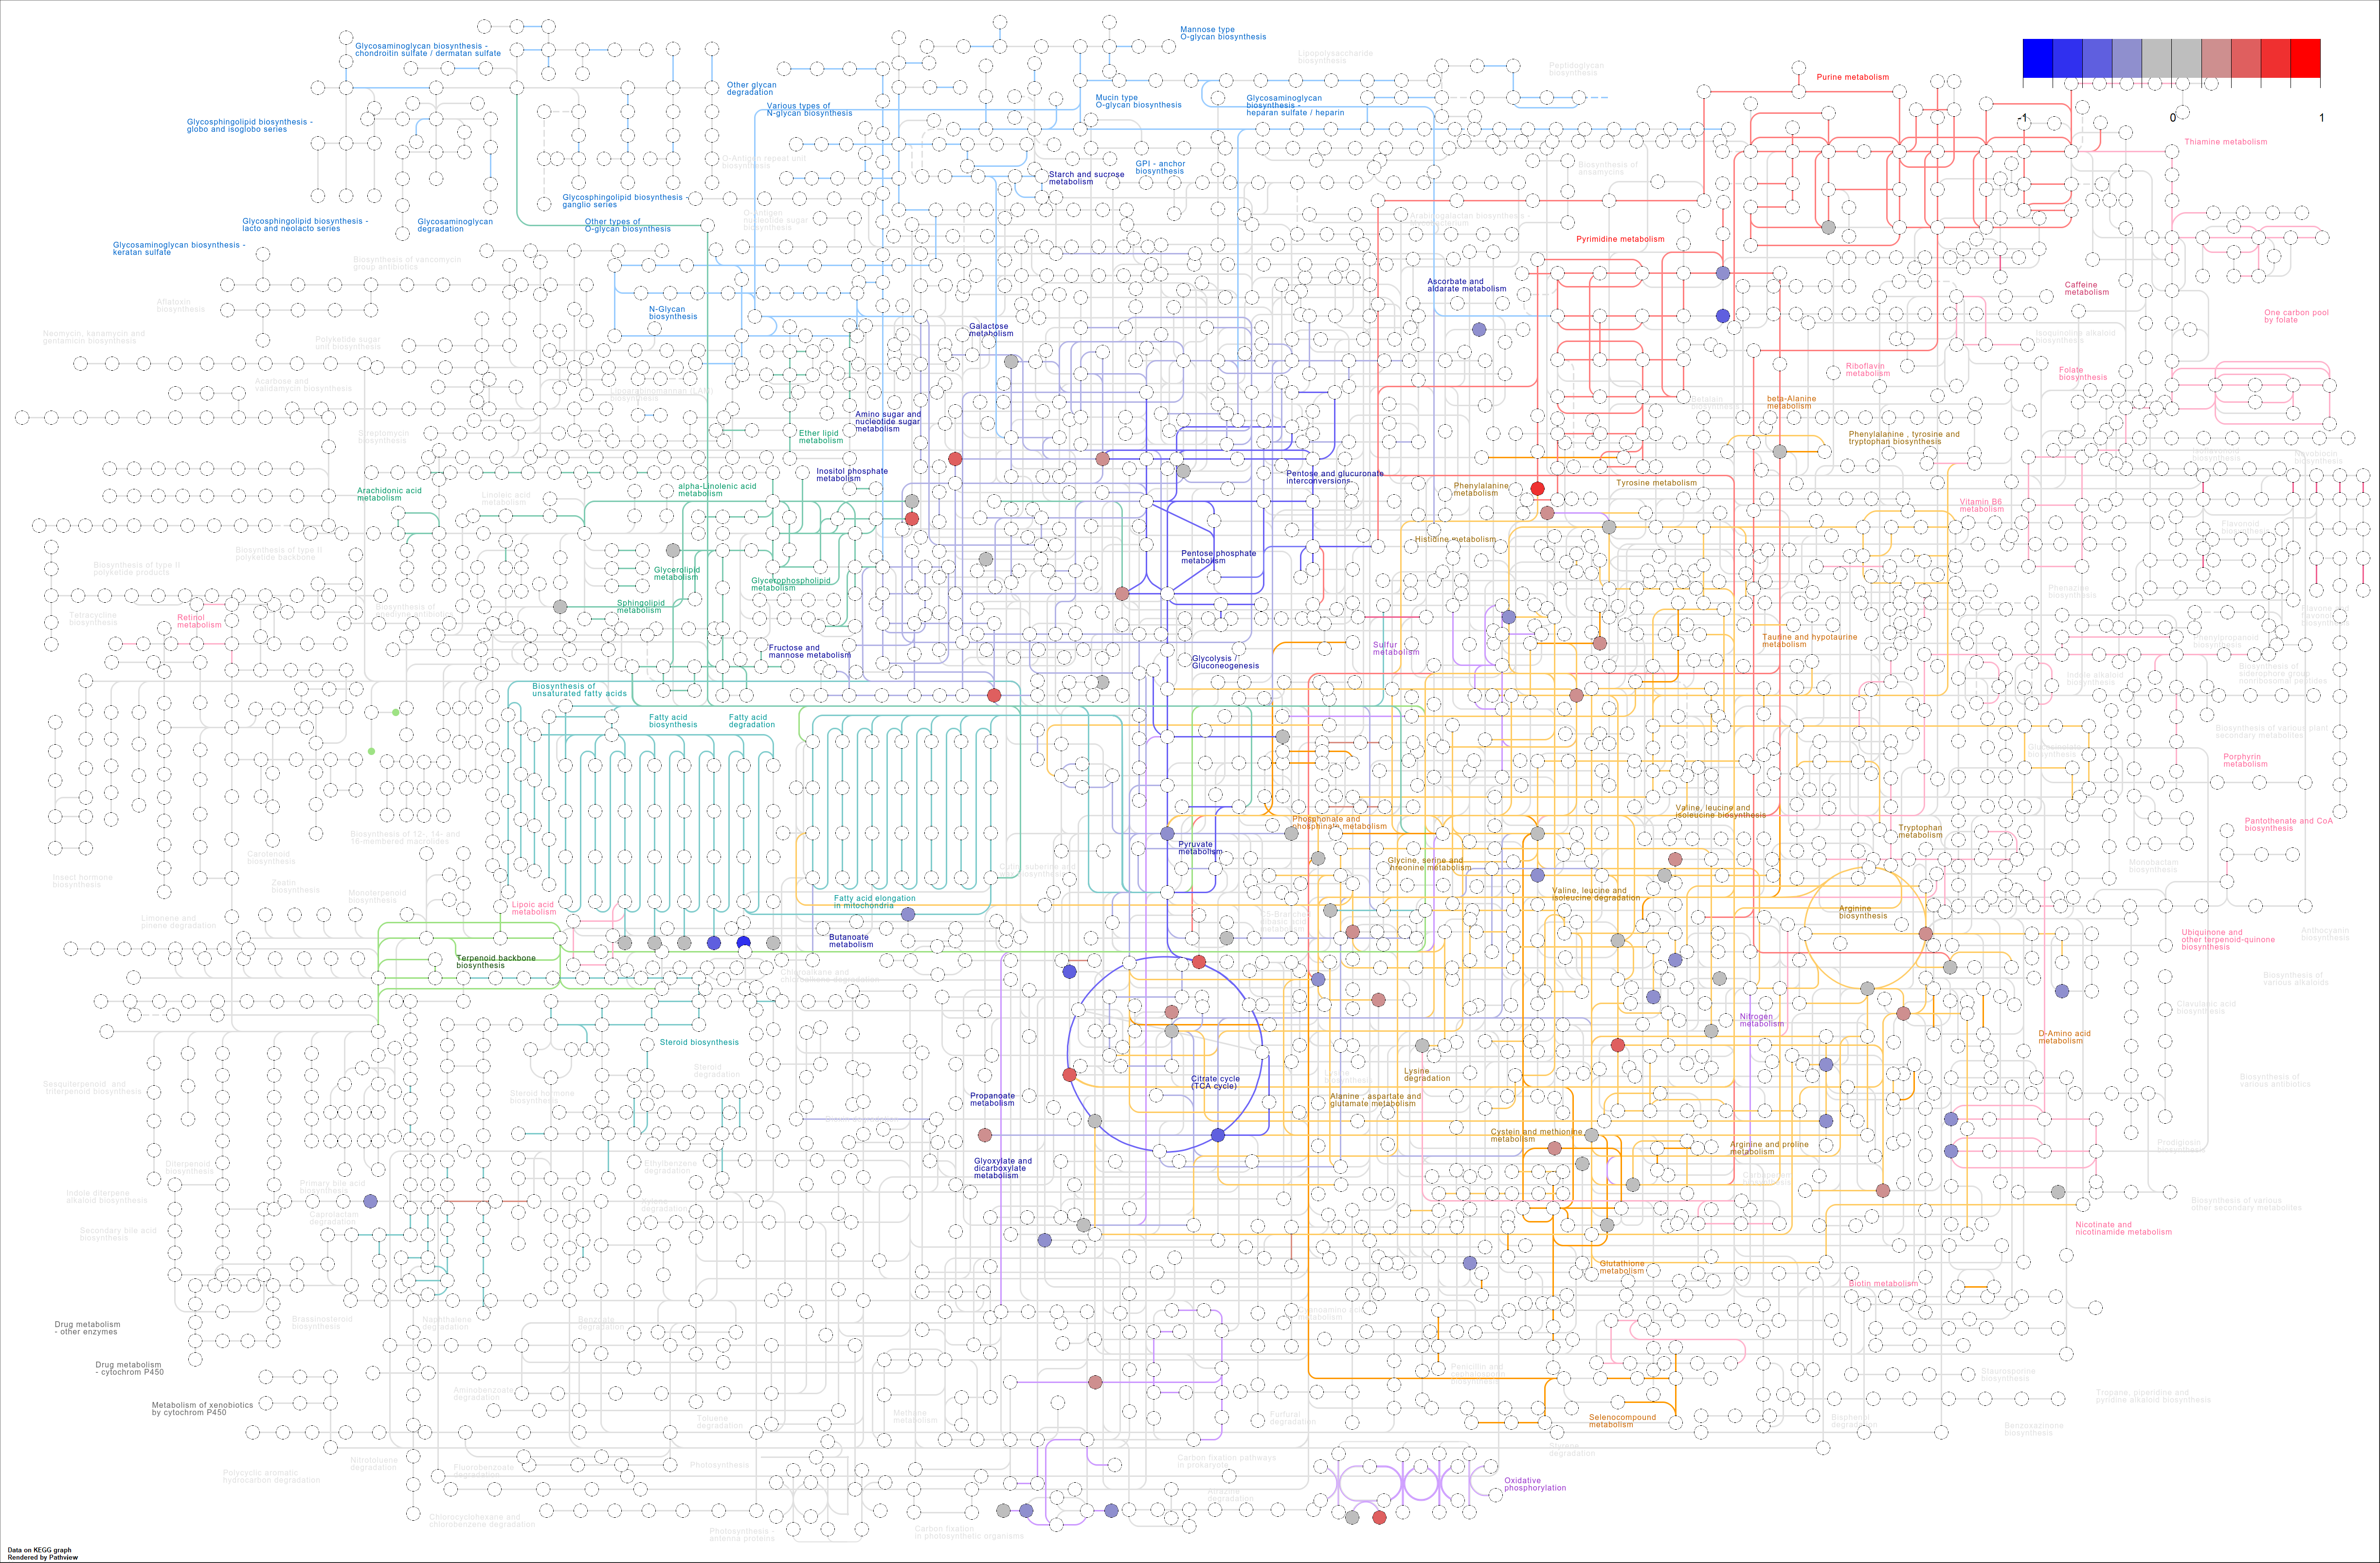 Mannose type
O-glycan biosynthesis
Glycosaminoglycan biosynthesis -
chondroitin sulfate / dermatan sulfate
Lipopolysaccharide
biosynthesis
Peptidoglycan
biosynthesis
Purine metabolism
-1
0
1
Other glycan
degradation
Various types of
N-glycan biosynthesis
Mucin type
O-glycan biosynthesis
Glycosaminoglycan
biosynthesis -
heparan sulfate / heparin
Glycosphingolipid biosynthesis -
globo and isoglobo series
Thiamine metabolism
O-Antigen repeat unit
biosynthesis
GPI - anchor
biosynthesis
Starch and sucrose
metabolism
Biosynthesis of
ansamycins
Glycosphingolipid biosynthesis -
ganglio series
Glycosphingolipid biosynthesis -
lacto and neolacto series
Glycosaminoglycan
degradation
Other types of
O-glycan biosynthesis
O-Antigen
nucleotide sugar
biosynthesis
Arabinogalactan biosynthesis -
Pyrimidine metabolism
Glycosaminoglycan biosynthesis -
keratan sulfate
Biosynthesis of vancomycin
group antibiotics
Ascorbate and
aldarate metabolism
Caffeine
metabolism
Aflatoxin
biosynthesis
N-Glycan
biosynthesis
One carbon pool
by folate
Galactose
metabolism
Neomycin, kanamycin and
gentamicin biosynthesis
Polyketide sugar
unit biosynthesis
Isoquinoline alkaloid
biosynthesis
Riboflavin
metabolism
Folate
biosynthesis
Acarbose and
validamycin biosynthesis
beta-Alanine
metabolism
Betalain
biosynthesis
Amino sugar and
nucleotide sugar
metabolism
Streptomycin
biosynthesis
Ether lipid
metabolism
Phenylalanine , tyrosine and
tryptophan biosynthesis
Novobiocin
biosynthesis
Inositol phosphate
metabolism
Pentose and glucuronate
interconversions
Arachidonic acid
metabolism
Linoleic acid
metabolism
alpha-Linolenic acid
metabolism
Phenylalanine
metabolism
Tyrosine metabolism
Vitamin B6
metabolism
Flavonoid
Histidine metabolism
Biosynthesis of type II
polyketide backbone
Pentose phosphate
metabolism
Biosynthesis of type II
polyketide products
Glycerolipid
metabolism
Glycerophospholipid
metabolism
Phenazine
biosynthesis
Sphingolipid
metabolism
Biosynthesis of
enediyne antibiotics
Tetracycline
biosynthesis
Retinol
metabolism
Taurine and hypotaurine
metabolism
Phenylpropanoid
biosynthesis
Fructose and
mannose metabolism
Sulfur
metabolism
Glycolysis /
Gluconeogenesis
Biosynthesis of
siderophore group
nonribosomal peptides
Indole alkaloid
biosynthesis
Biosynthesis of
unsaturated fatty acids
Fatty acid
biosynthesis
Fatty acid
degradation
Biosynthesis of various plant
secondary metabolites
Glucosinolate
biosynthesis
Porphyrin
metabolism
Valine, leucine and
isoleucine biosynthesis
Phosphonate and
phosphinate metabolism
Tryptophan
metabolism
Pantothenate and CoA
biosynthesis
Biosynthesis of 12-, 14- and
16-membered macrolides
Pyruvate
metabolism
Carotenoid
biosynthesis
Glycine, serine and
threonine metabolism
Monobactam
biosynthesis
Cutin, suberine and
Insect hormone
biosynthesis
Zeatin
biosynthesis
Monoterpenoid
biosynthesis
Valine, leucine and
isoleucine degradation
Fatty acid elongation
in mitochondria
Lipoic acid
metabolism
Arginine
biosynthesis
Limonene and
pinene degradation
Butanoate
metabolism
Ubiquinone and
other terpenoid-quinone
biosynthesis
Anthocyanin
biosynthesis
Terpenoid backbone
biosynthesis
Biosynthesis of
various alkaloids
Clavulanic acid
biosynthesis
Nitrogen
metabolism
D-Amino acid
metabolism
Steroid biosynthesis
Steroid
degradation
Lysine
biosynthesis
Lysine
degradation
Citrate cycle
(TCA cycle)
Biosynthesis of
various antibiotics
Sesquiterpenoid and
triterpenoid biosynthesis
Steroid hormone
biosynthesis
Propanoate
metabolism
Alanine , aspartate and
glutamate metabolism
Cystein and methionine
metabolism
Arginine and proline
metabolism
Prodigiosin
Glyoxylate and
dicarboxylate
metabolism
Diterpenoid
biosynthesis
Ethylbenzene
degradation
Primary bile acid
biosynthesis
Indole diterpene
alkaloid biosynthesis
Biosynthesis of various
other secondary metabolites
Caprolactam
degradation
Secondary bile acid
biosynthesis
Nicotinate and
nicotinamide metabolism
Glutathione
metabolism
Biotin metabolism
Drug metabolism
- other enzymes
Brassinosteroid
biosynthesis
Naphthalene
degradation
Drug metabolism
- cytochrom P450
Penicillin and
Staurosporine
biosynthesis
Aminobenzoate
degradation
Tropane, piperidine and
pyridine alkaloid biosynthesis
Metabolism of xenobiotics
by cytochrom P450
Toluene
degradation
Methane
metabolism
Furfural
degradation
Selenocompound
metabolism
Bisphenol
degradation
Benzoxazinone
biosynthesis
Styrene
degradation
Polycyclic aromatic
hydrocarbon degradation
Nitrotoluene
degradation
Fluorobenzoate
degradation
Photosynthesis
Carbon fixation pathways
in prokaryote
Oxidative
phosphorylation
Atrazine
degradation
Chlorocyclohexane and
chlorobenzene degradation
Photosynthesis -
antenna proteins
Carbon fixation
in photosynthetic organisms
Data on KEGG graph
Rendered by Pathview